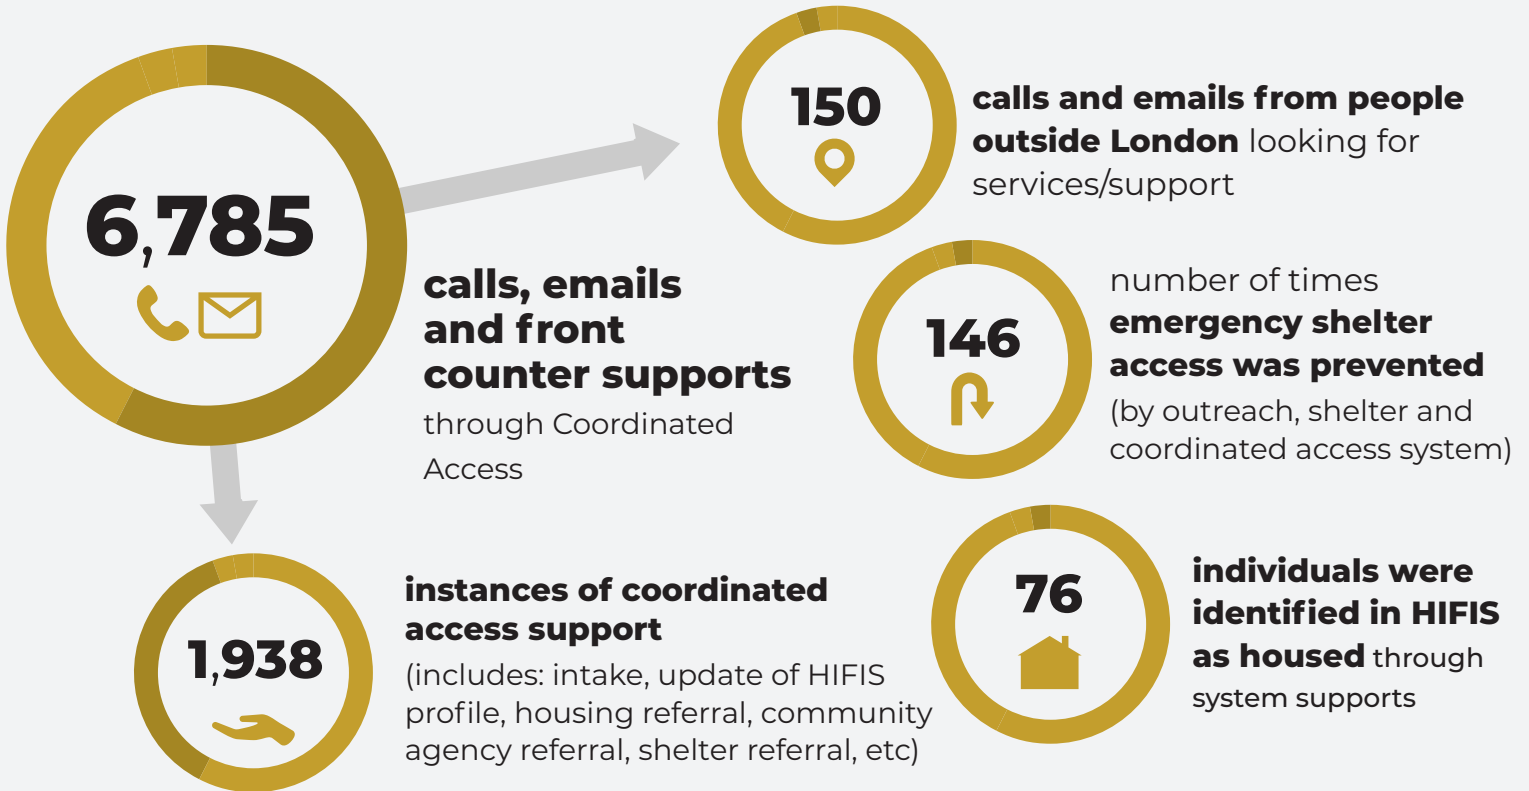 6,785
calls, emails
and front
counter supports
through Coordinated
Access
150
calls and emails from people
outside London looking for
services/support
146
number of times
emergency shelter
access was prevented
(by outreach, shelter and
coordinated access system)
76
individuals were
identified in HIFIS
as housed through
system supports
1,938
instances of coordinated
access support
(includes: intake, update of HIFIS
profile, housing referral, community
agency referral, shelter referral, etc)